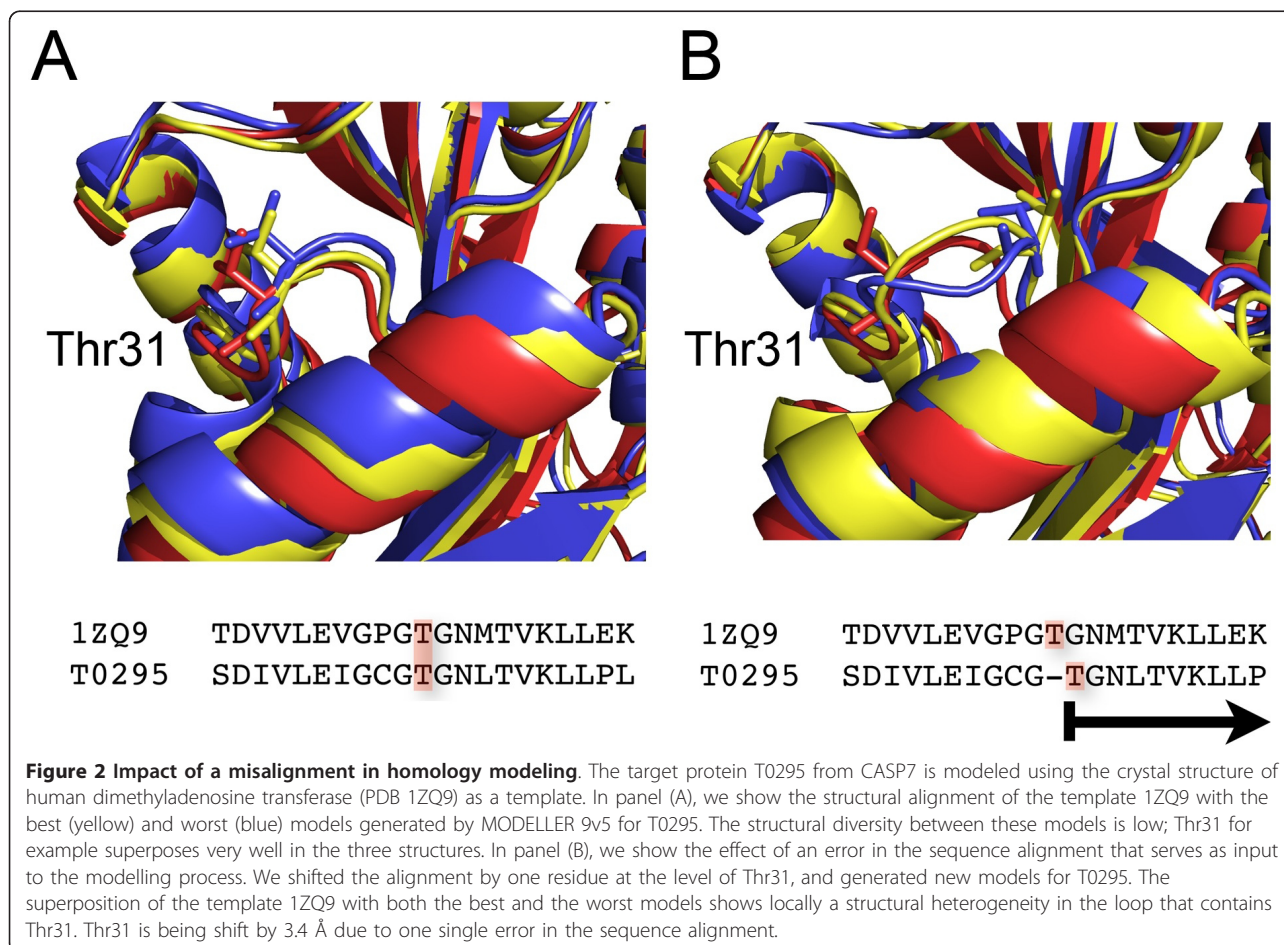 A
B
Thr31
Thr31
1ZQ9 TDVVLEVGPGTGNMTVKLLEK
T0295 SDIVLEIGCGTGNLTVKLLPL
1ZQ9 TDVVLEVGPGTGNMTVKLLEK
T0295 SDIVLEIGCG-TGNLTVKLLP
Figure 2 Impact of a misalignment in homology modeling. The target protein T0295 from CASP7 is modeled using the crystal structure of
human dimethyladenosine transferase (PDB 1ZQ9) as a template. In panel (A), we show the structural alignment of the template 1ZQ9 with the
best (yellow) and worst (blue) models generated by MODELLER 9v5 for T0295. The structural diversity between these models is low; Thr31 for
example superposes very well in the three structures. In panel (B), we show the effect of an error in the sequence alignment that serves as input
to the modelling process. We shifted the alignment by one residue at the level of Thr31, and generated new models for T0295. The
superposition of the template 1ZQ9 with both the best and the worst models shows locally a structural heterogeneity in the loop that contains
Thr31. Thr31 is being shift by 3.4 Å due to one single error in the sequence alignment.